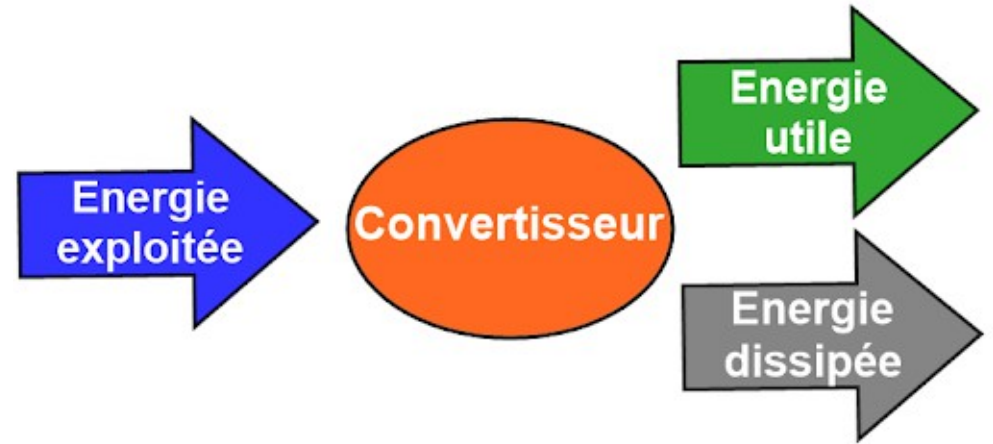 Energie
exploitée
Convertisseur
Energie
utile
Energie
dissipée